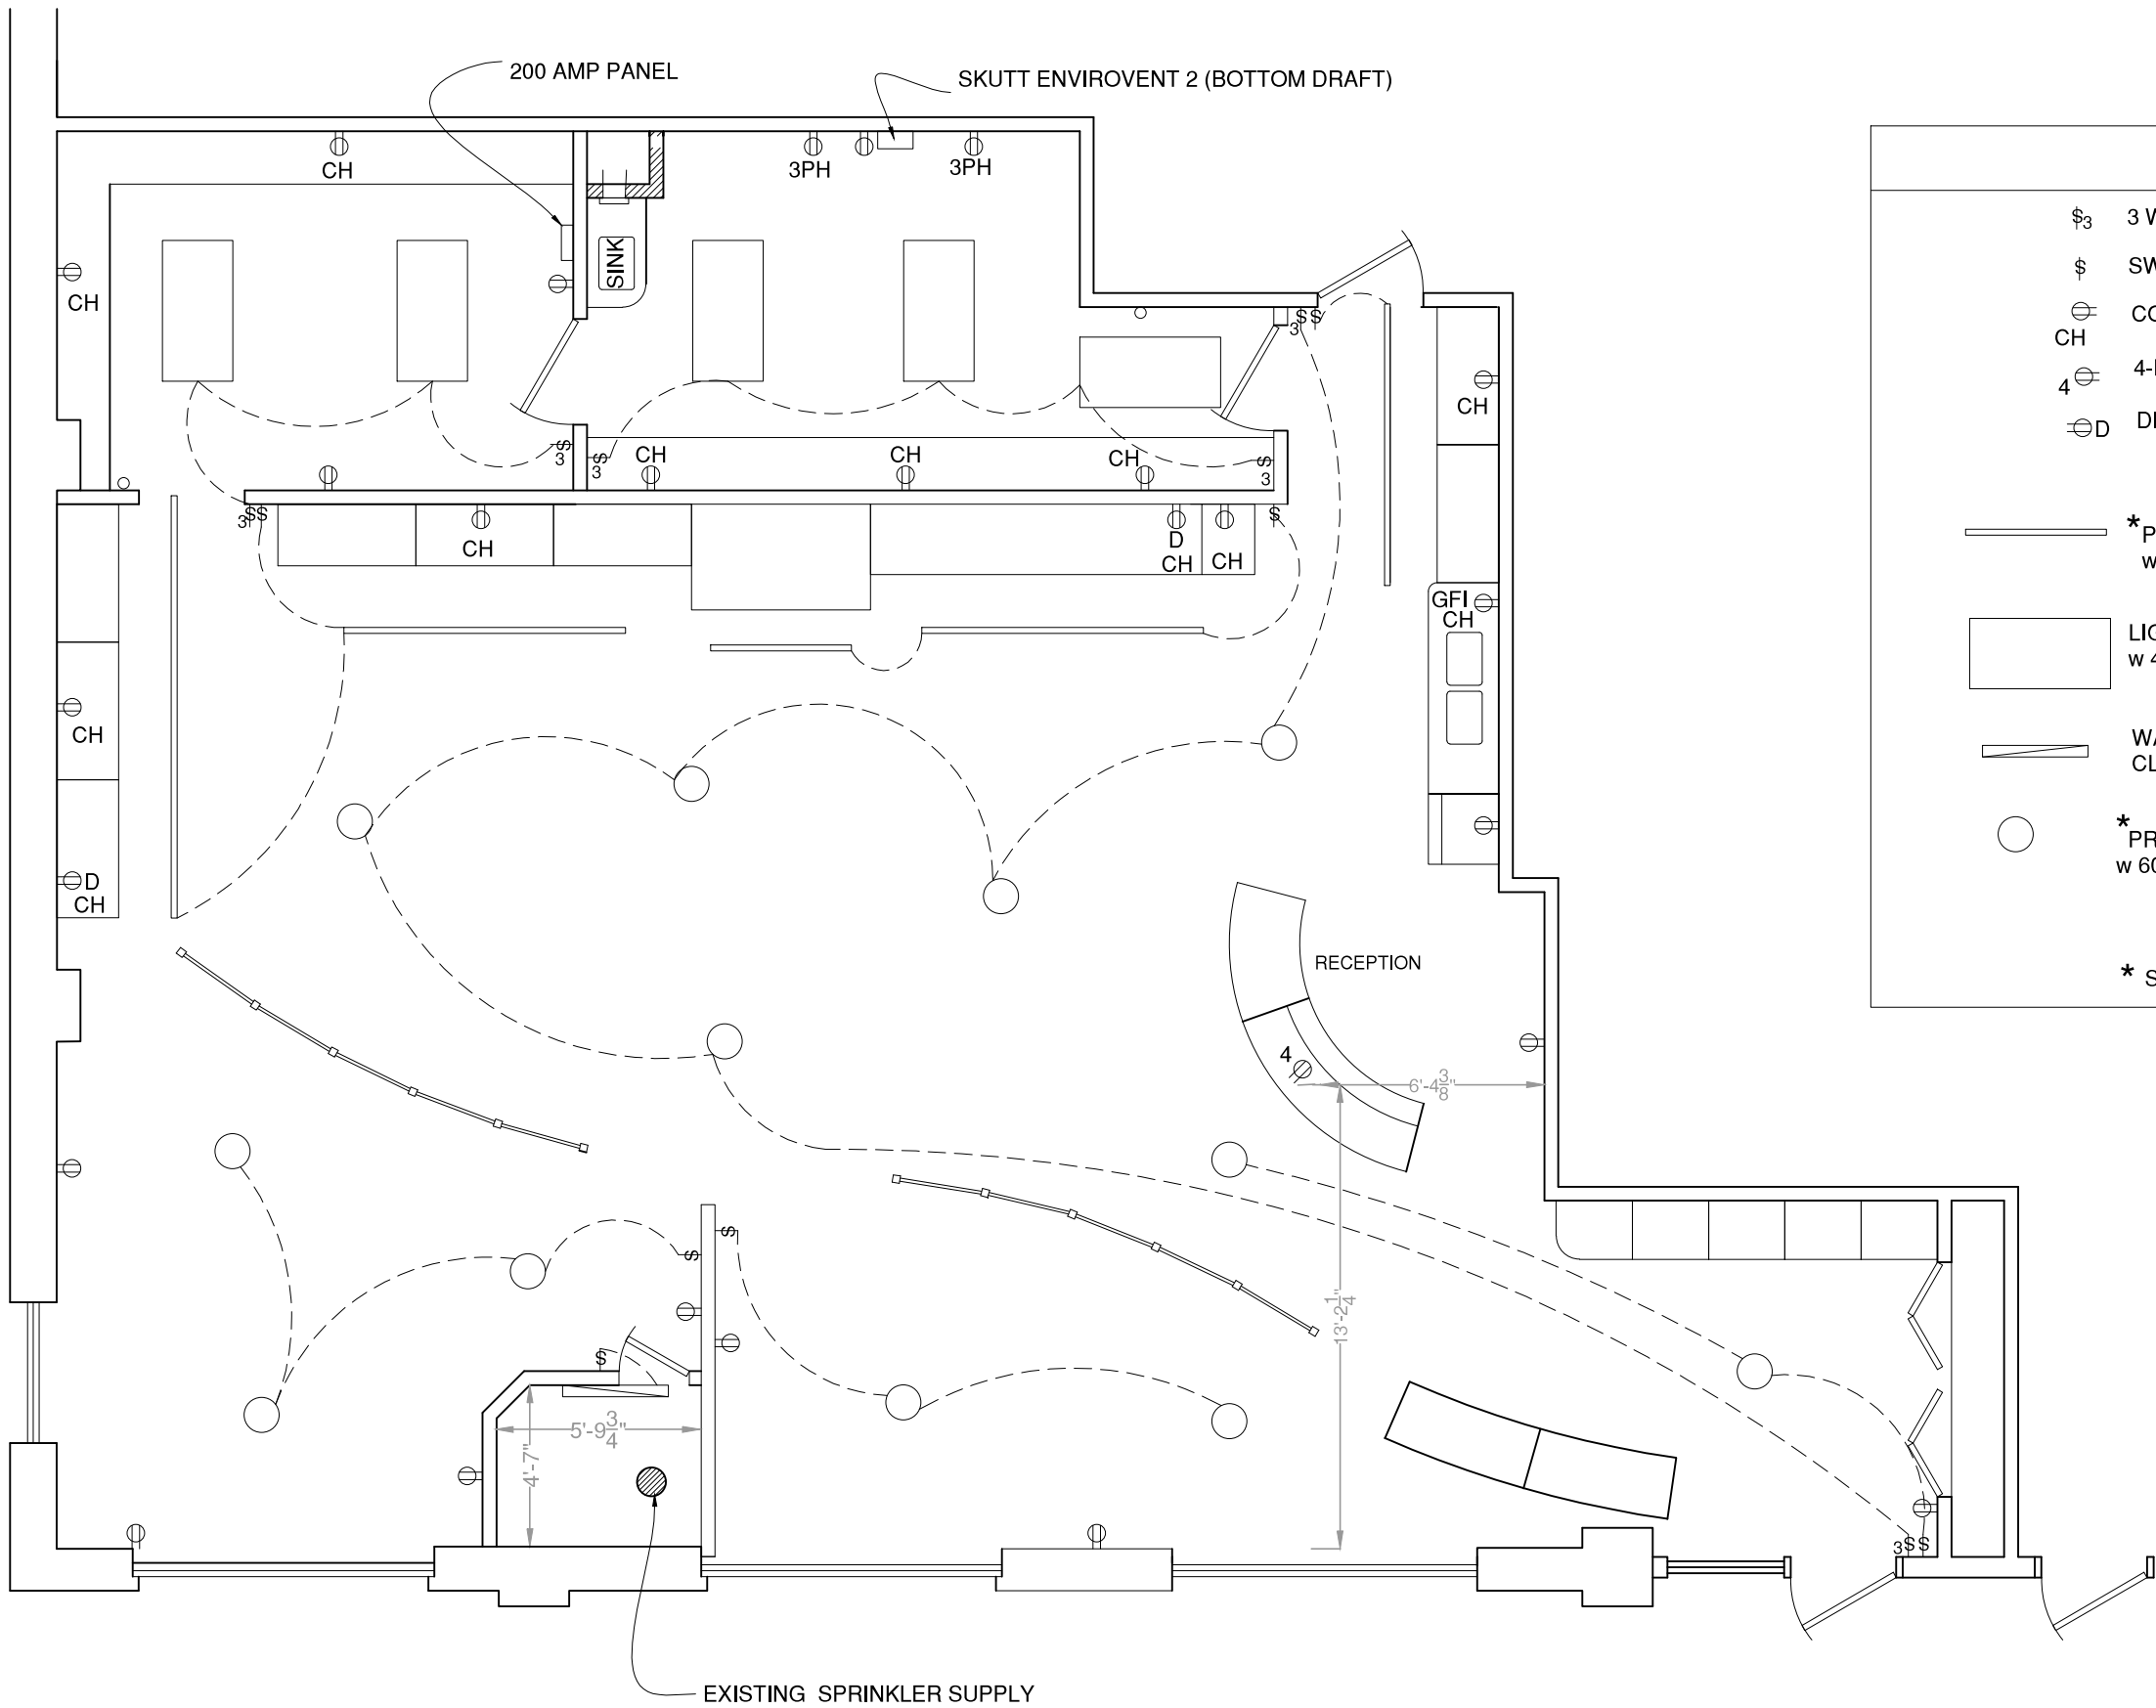 200 AMP PANEL
SKUTT ENVIROVENT 2 (BOTTOM DRAFT)
CH
3PH
3PH
SINK
CH
$3
3 W
$
SW
CH
CO
4
4-
D
D
3$$
CH
$3
$3
CH
CH
CH
$3
3$$
$
CH
D
CH
CH
GFI
CH
*
P
w
LIG
w 4
CH
WA
CL
*
PR
w 60
D
CH
RECEPTION
* S
4
6'-4 3/8"
$
$
13'-2 1/4"
$
5'-9 3/4"
4'-7"
3$$
EXISTING SPRINKLER SUPPLY